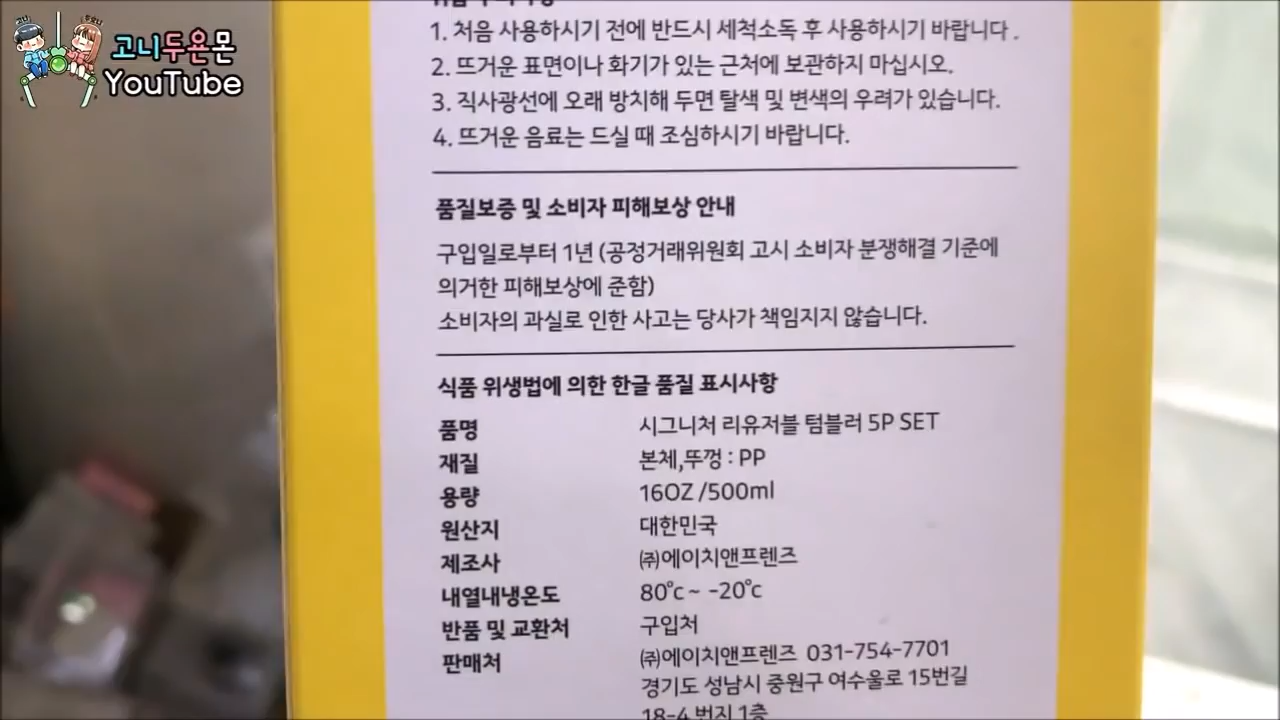 고니두욘몬
YouTube
1. 처음 사용하시기 전에 반드시 세척소독 후 사용하시기 바랍니다.
2. 뜨거운 표면이나 화기가 있는 근처에 보관하지 마십시오.
3. 직사광선에 오래 방치해 두면 탈색 및 변색의 우려가 있습니다.
4. 뜨거운 음료는 드실 때 조심하시기 바랍니다.
품질보증 및 소비자 피해보상 안내
구입일로부터 1년 (공정거래위원회 고시 소비자 분쟁해결 기준에
의거한 피해보상에 준함)
소비자의 과실로 인한 사고는 당사가 책임지지 않습니다.
식품 위생법에 의한 한글 품질 표시사항
품명 시그니처 리유저블 텀블러 5P SET
재질 본체,뚜껑 : PP
용량 16OZ /500ml
원산지 대한민국
제조사 ㈜에이치앤프렌즈
내열내냉온도 80℃ ~ -20℃
반품 및 교환처 구입처
판매처 ㈜에이치앤프렌즈 031-754-7701
경기도 성남시 중원구 여수울로 15번길
18-4 번지 1층